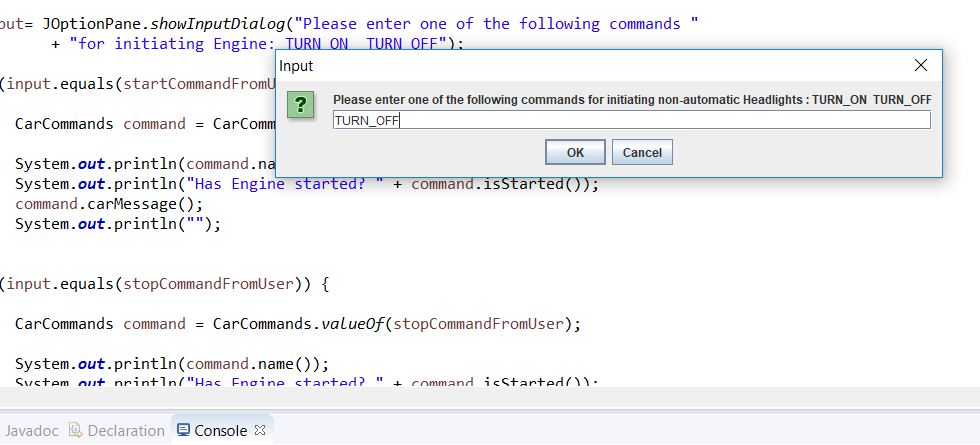 put= JOptionPane.showInputDialog("Please enter one of the following commands "
+ "for initiating Engine: TURN_ON  TURN_OFF");
Input
(input.equals(startCommandFromU
?
Please enter one of the following commands for initiating non-automatic Headlights : TURN_ON  TURN_OFF
TURN_OFF
CarCommands command = CarComm
OK Cancel
System.out.println(command.na
System.out.println("Has Engine started? " + command.isStarted());
command.carMessage();
System.out.println("");
(input.equals(stopCommandFromUser)) {
CarCommands command = CarCommands.valueOf(stopCommandFromUser);
System.out.println(command.name());
System.out.println("Has Engine started? " + command.isStarted());
Javadoc Declaration Console